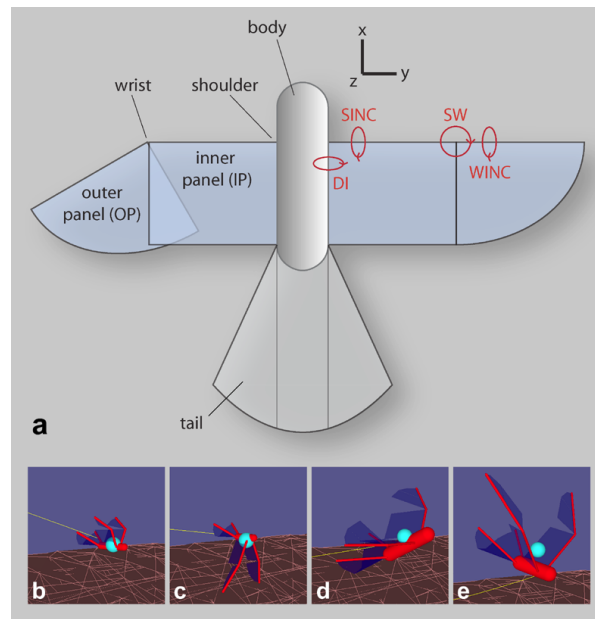 body
x
z
y
wrist
shoulder
SINC
SW
inner
panel (IP)
DI
WINC
outer
panel (OP)
tail
a
b
c
d
e